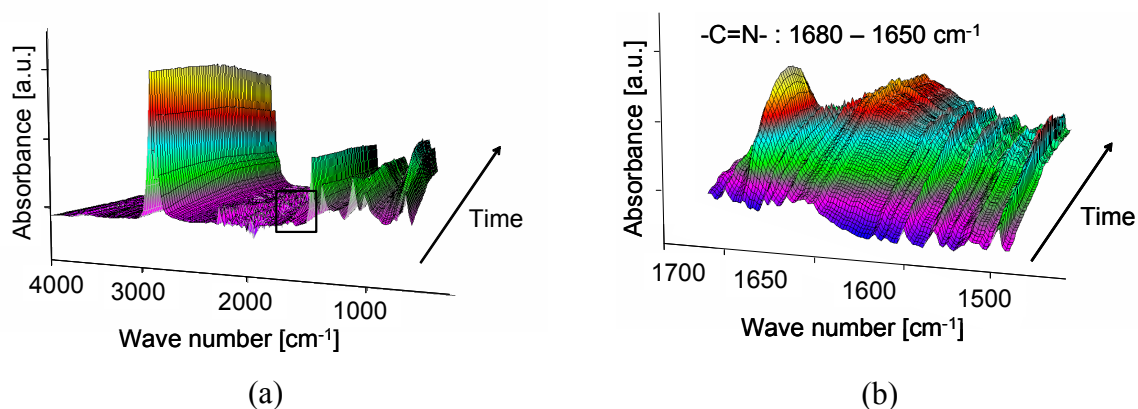 Absorbance [a.u.]
4000
3000
2000
1000
Wave number [cm⁻¹]
Time
(a)
-C=N- : 1680 – 1650 cm⁻¹
Absorbance [a.u.]
1700
1650
1600
1500
Wave number [cm⁻¹]
Time
(b)